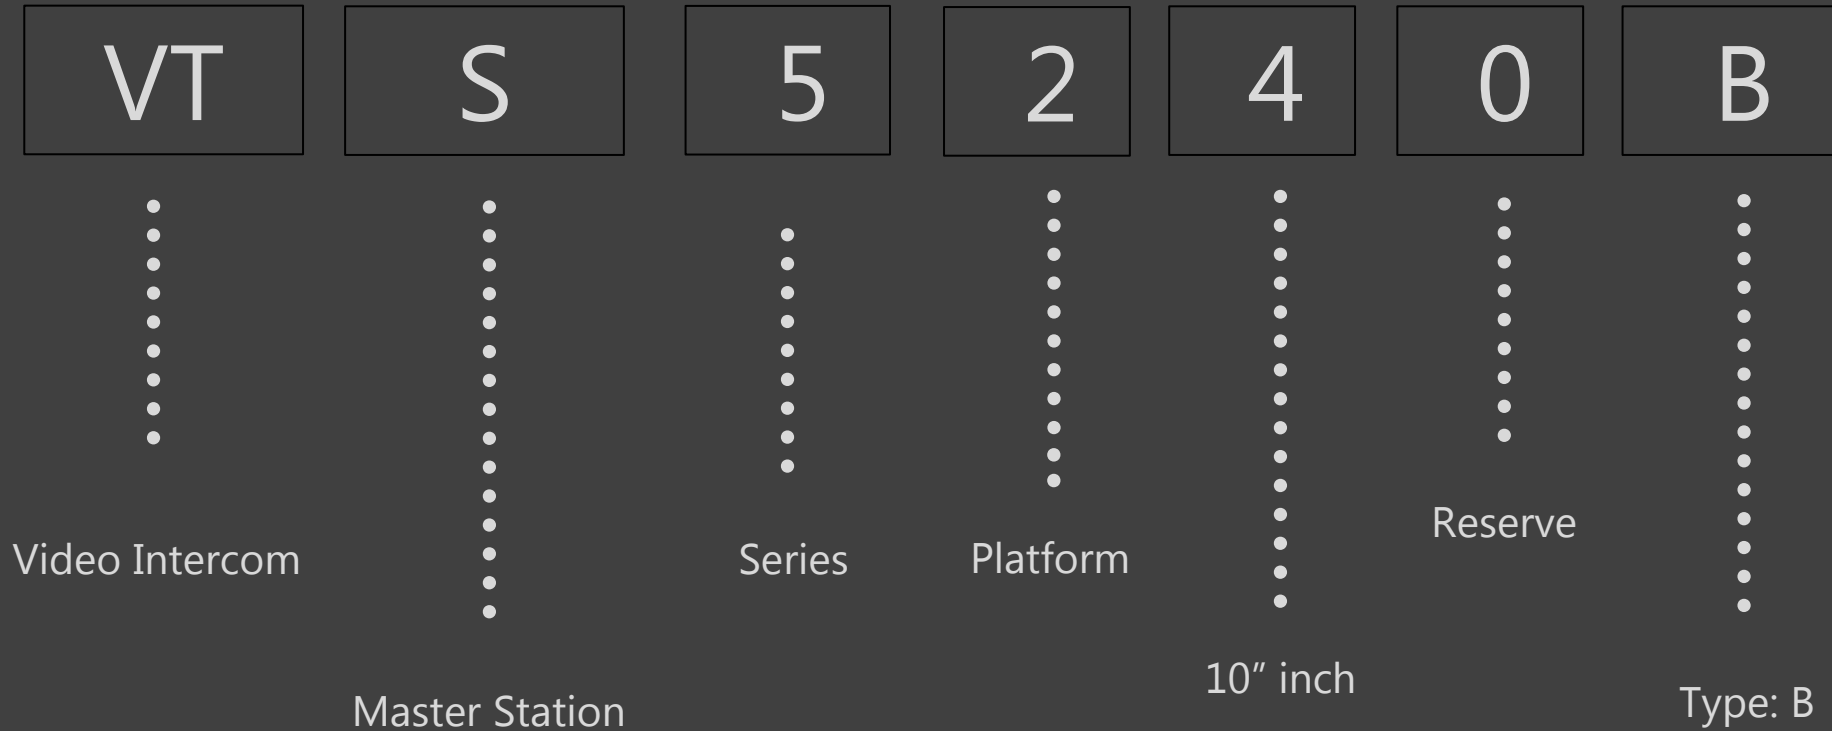 VT S 5 2 4 0 B
Reserve
Video Intercom Series Platform
10″ inch
Master Station Type: B